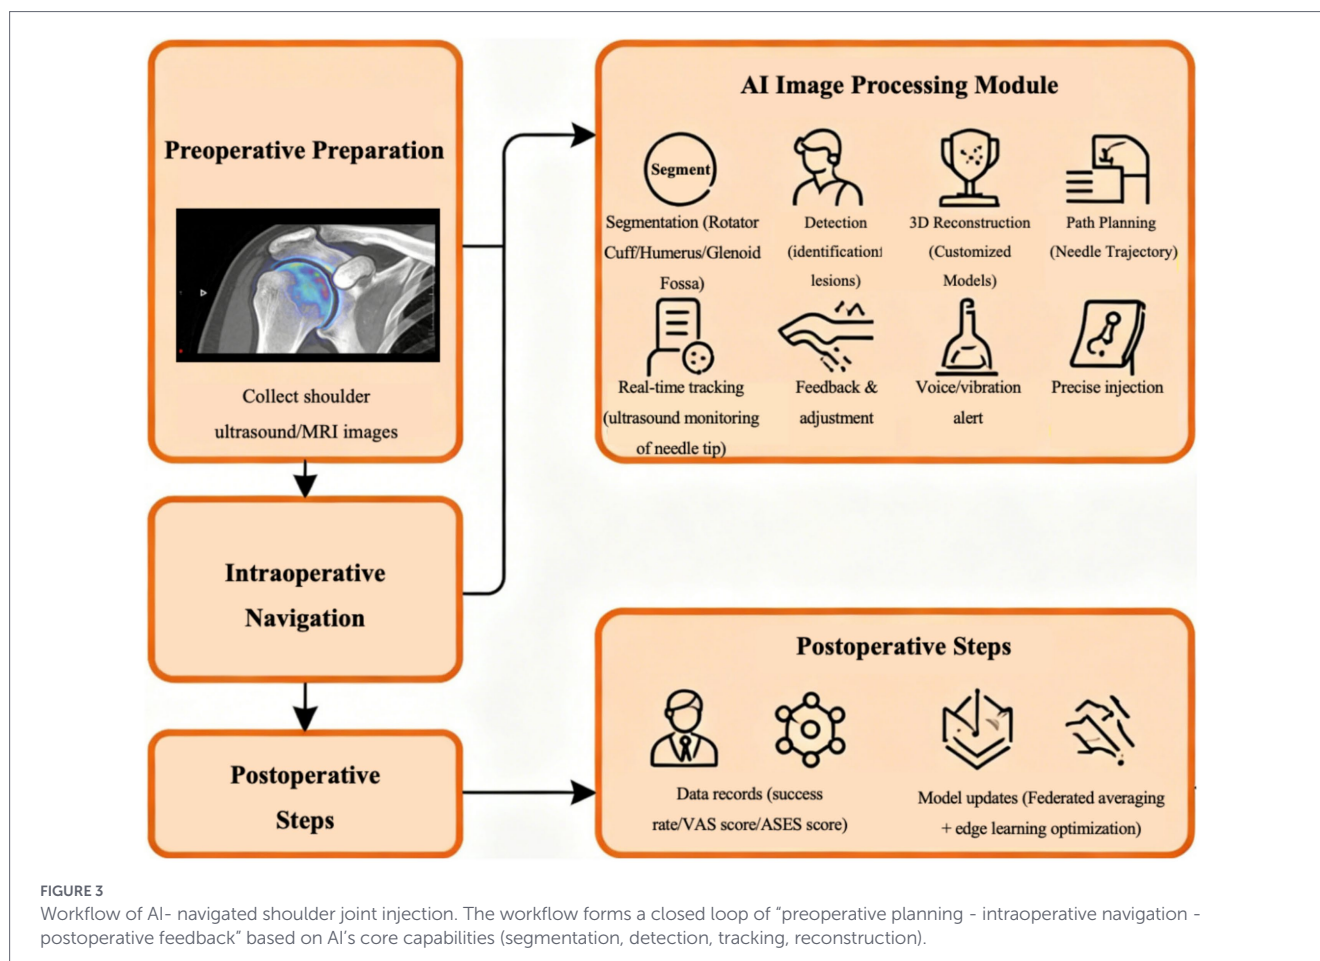 Preoperative Preparation
Collect shoulder
ultrasound/MRI images
Intraoperative
Navigation
Postoperative
Steps
AI Image Processing Module
Segment
Segmentation (Rotator
Cuff/Humerus/Glenoid
Fossa)
Detection
(identification
lesions)
3D Reconstruction
(Customized
Models)
Path Planning
(Needle Trajectory)
Real-time tracking
(ultrasound monitoring
of needle tip)
Feedback &
adjustment
Voice/vibration
alert
Precise injection
Postoperative Steps
Data records (success
rate/VAS score/ASES score)
Model updates (Federated averaging
+ edge learning optimization)
FIGURE 3
Workflow of AI- navigated shoulder joint injection. The workflow forms a closed loop of “preoperative planning - intraoperative navigation -
postoperative feedback” based on AI’s core capabilities (segmentation, detection, tracking, reconstruction).